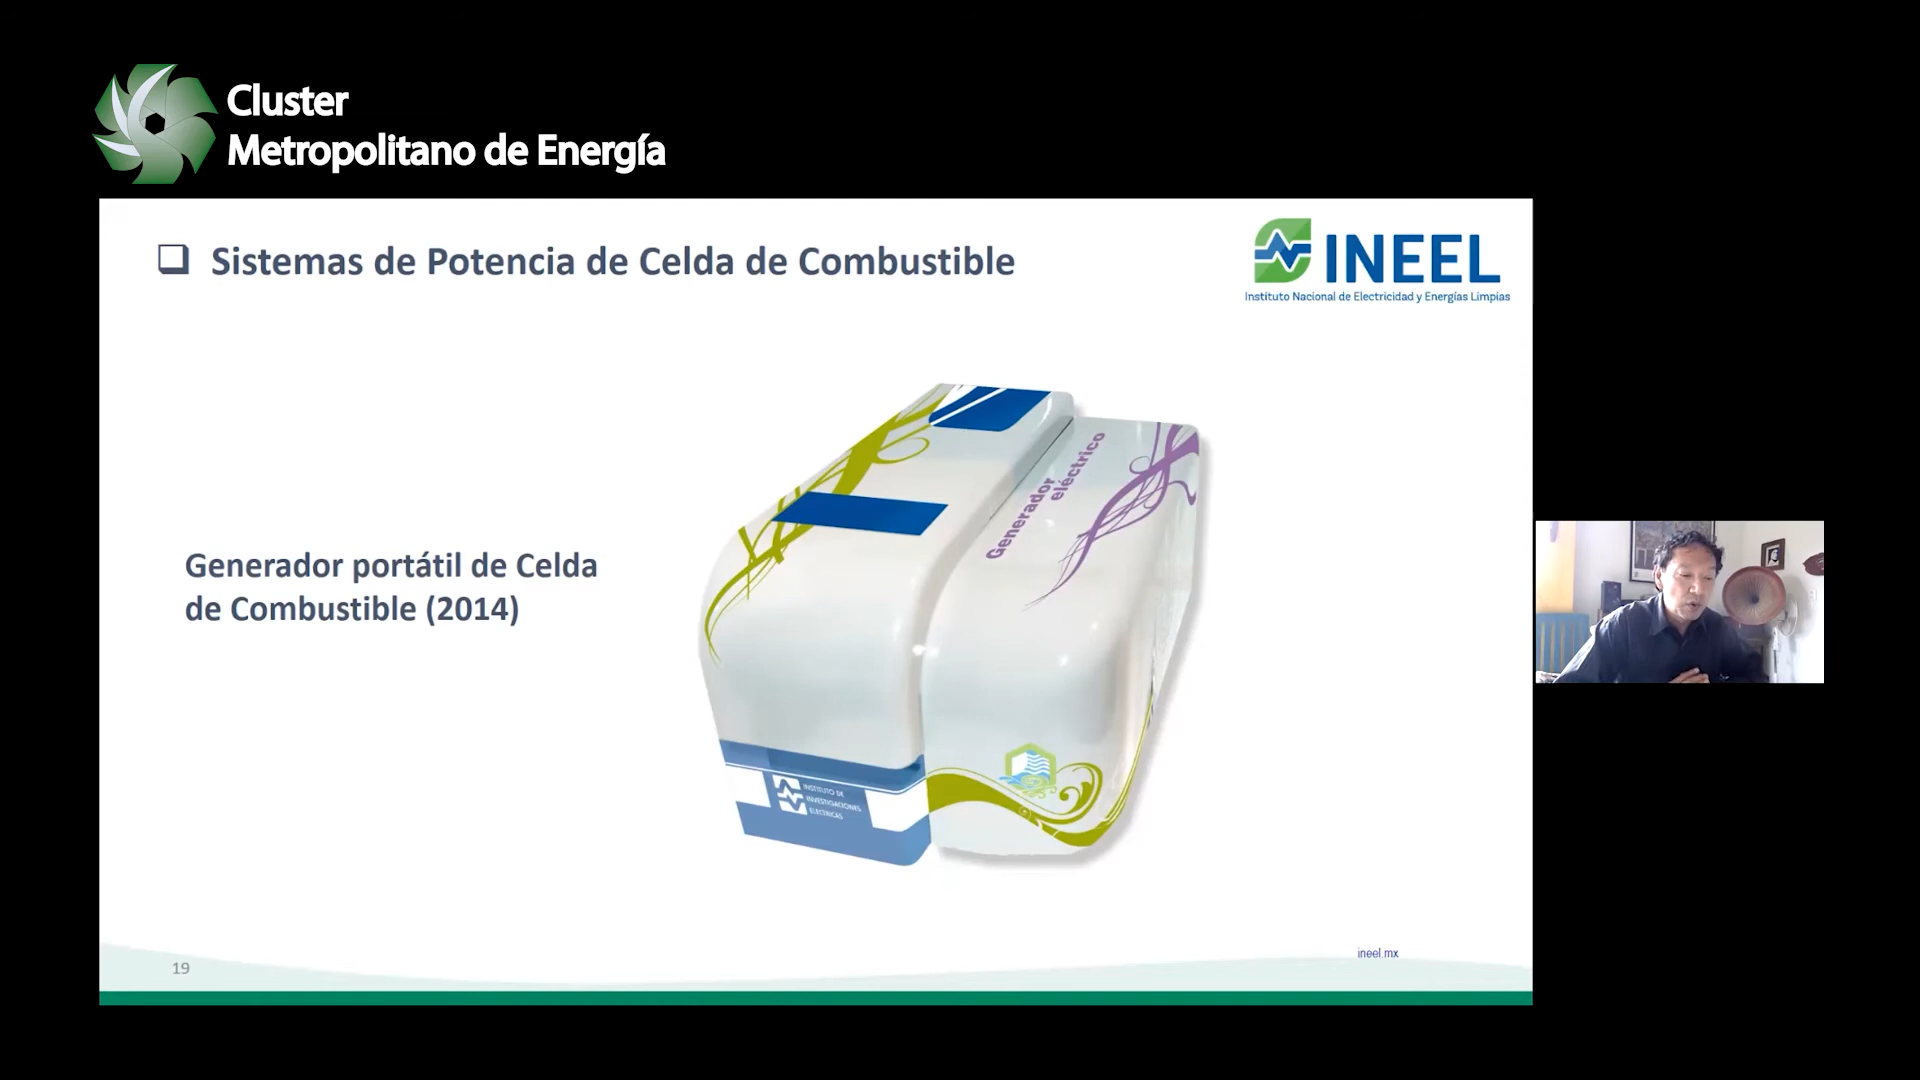 Cluster
Metropolitano de Energía
❑ Sistemas de Potencia de Celda de Combustible
INEEL
Instituto Nacional de Electricidad y Energías Limpias
Generador portátil de Celda
de Combustible (2014)
Generador
eléctrico
INSTITUTO DE
INVESTIGACIONES
ELÉCTRICAS
ineel.mx
19